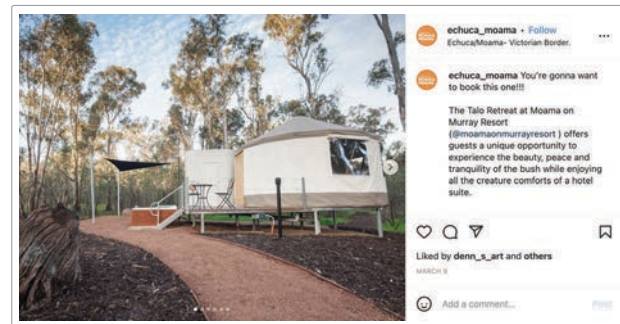 echuca_moama • Follow
Echuca/Moama- Victorian Border.
echuca_moama You're gonna want
to book this one!!!
The Talo Retreat at Moama on
Murray Resort
(@moamaonmurrayresort ) offers
guests a unique opportunity to
experience the beauty, peace and
tranquility of the bush while enjoying
all the creature comforts of a hotel
suite.
Liked by denn_s_art and others
MARCH 9
Add a comment...
Post